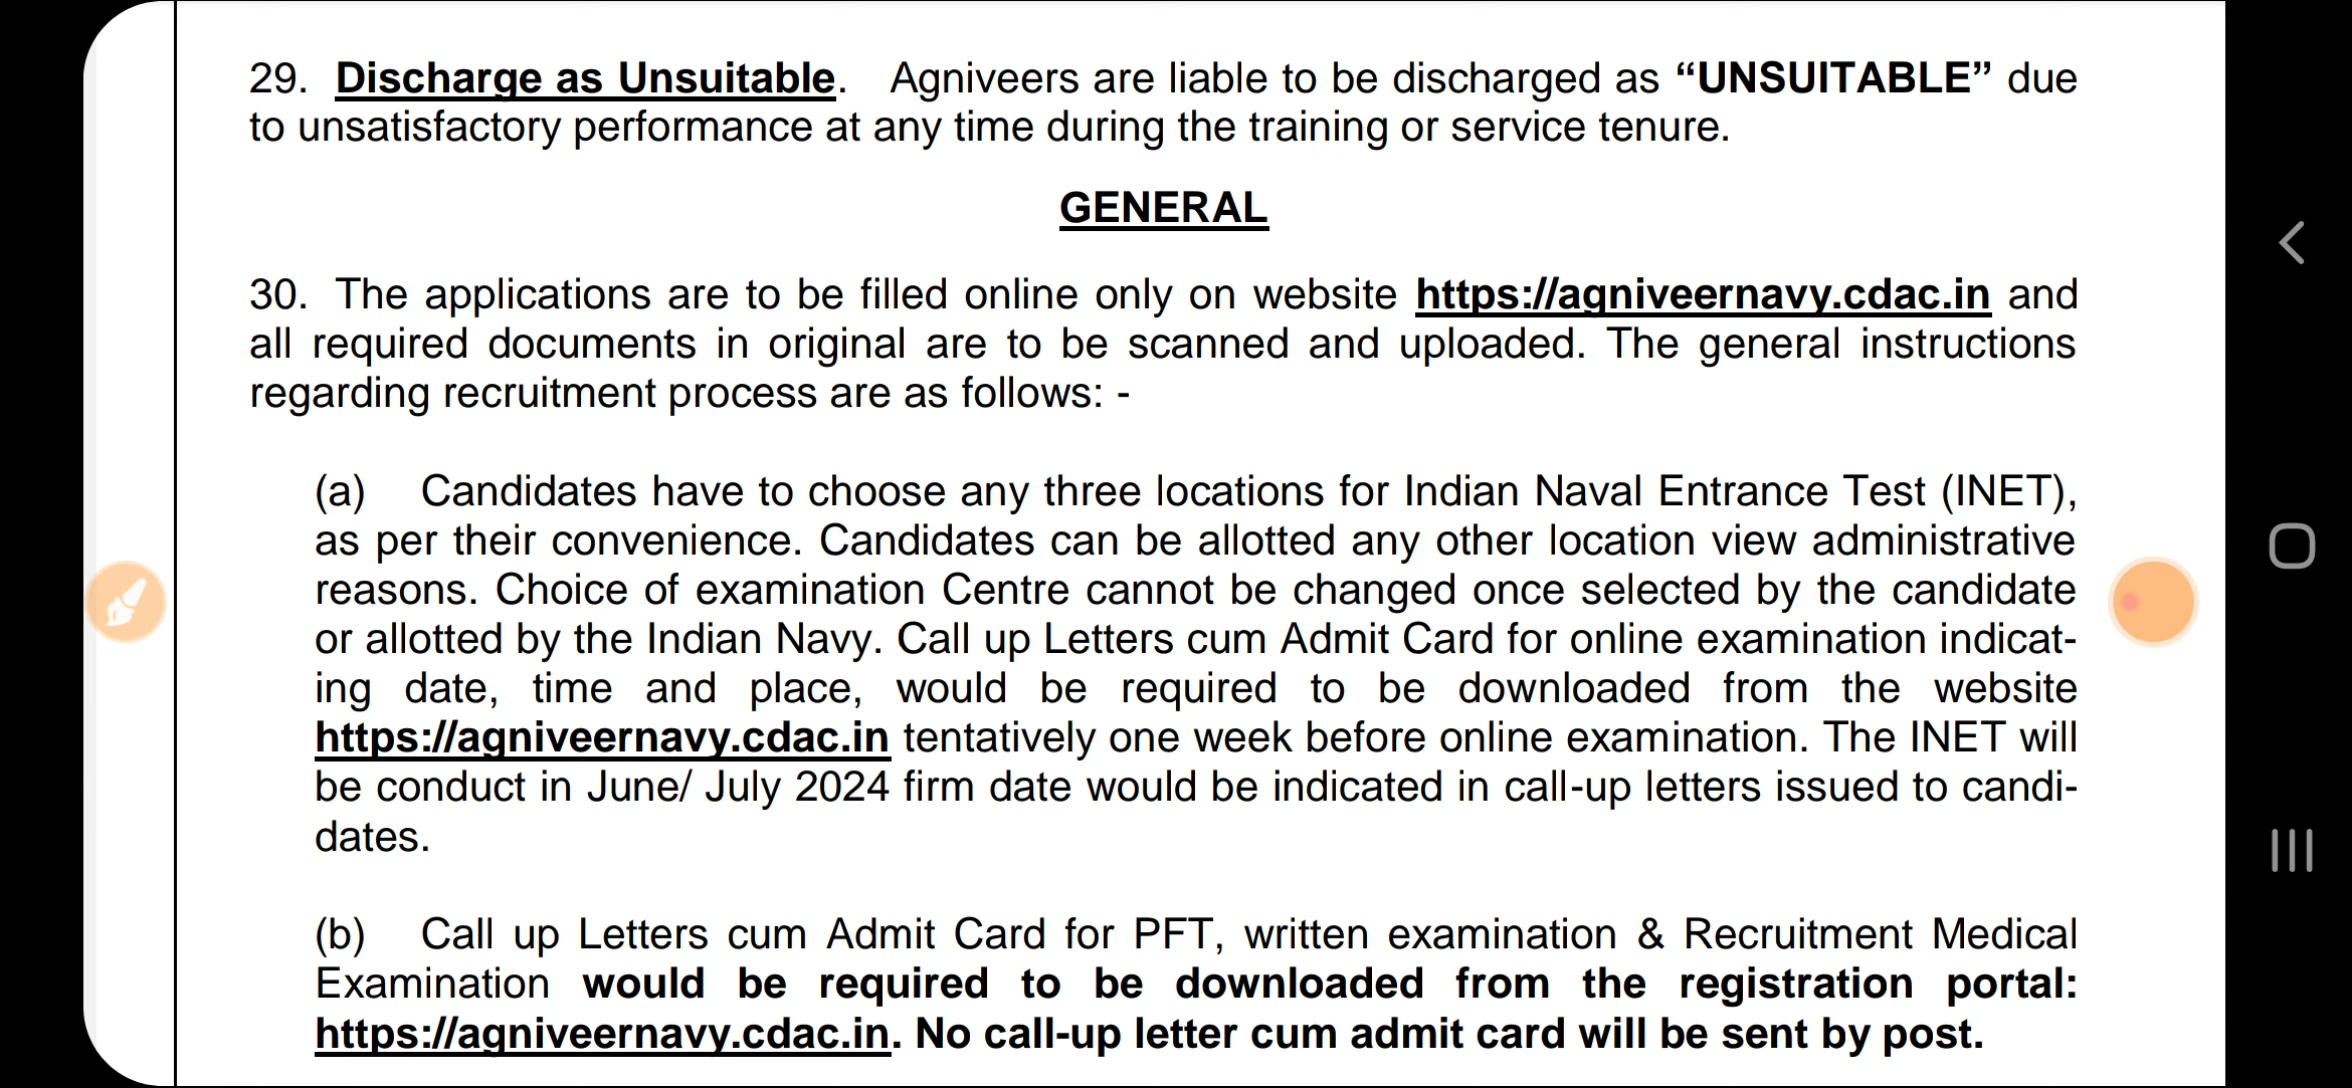 29. Discharge as Unsuitable. Agniveers are liable to be discharged as “UNSUITABLE” due
to unsatisfactory performance at any time during the training or service tenure.
GENERAL
30. The applications are to be filled online only on website https://agniveernavy.cdac.in and
all required documents in original are to be scanned and uploaded. The general instructions
regarding recruitment process are as follows: -
(a) Candidates have to choose any three locations for Indian Naval Entrance Test (INET),
as per their convenience. Candidates can be allotted any other location view administrative
reasons. Choice of examination Centre cannot be changed once selected by the candidate
or allotted by the Indian Navy. Call up Letters cum Admit Card for online examination indicat-
ing date, time and place, would be required to be downloaded from the website
https://agniveernavy.cdac.in tentatively one week before online examination. The INET will
be conduct in June/ July 2024 firm date would be indicated in call-up letters issued to candi-
dates.
(b) Call up Letters cum Admit Card for PFT, written examination & Recruitment Medical
Examination would be required to be downloaded from the registration portal:
https://agniveernavy.cdac.in. No call-up letter cum admit card will be sent by post.